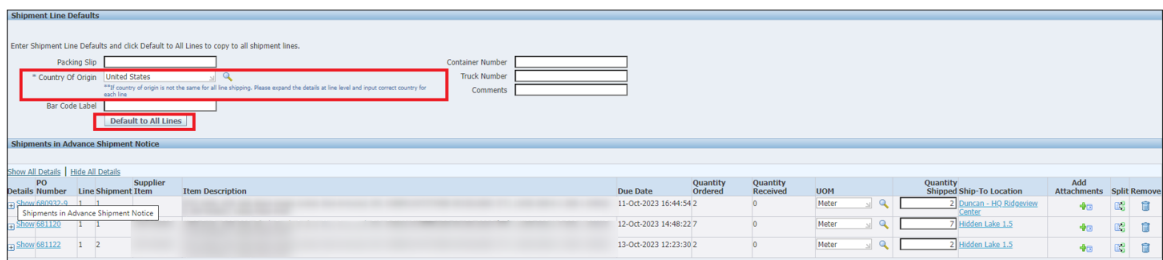 Shipment Line Defaults
Enter Shipment Line Defaults and click Default to All Lines to copy to all shipment lines.
Packing Slip Container Number
* Country Of Origin United States Truck Number
**If country of origin is not the same for all line shipping. Please expand the details at line level and input correct country for Comments
each line
Bar Code Label
Default to All Lines
Shipments in Advance Shipment Notice
Show All Details | Hide All Details
PO Supplier Quantity Quantity Quantity Add
Details Number Line Shipment Item Item Description Due Date Ordered Received UOM Shipped Ship-To Location Attachments Split Remove
Show 680932-9 1 1 11-Oct-2023 16:44:54 2 0 Meter 2 Duncan - HQ Ridgeview
Center
Shipments in Advance Shipment Notice
Show 681120 1 1 12-Oct-2023 14:48:22 7 0 Meter 7 Hidden Lake 1.5
Show 681122 1 2 13-Oct-2023 12:23:30 2 0 Meter 2 Hidden Lake 1.5